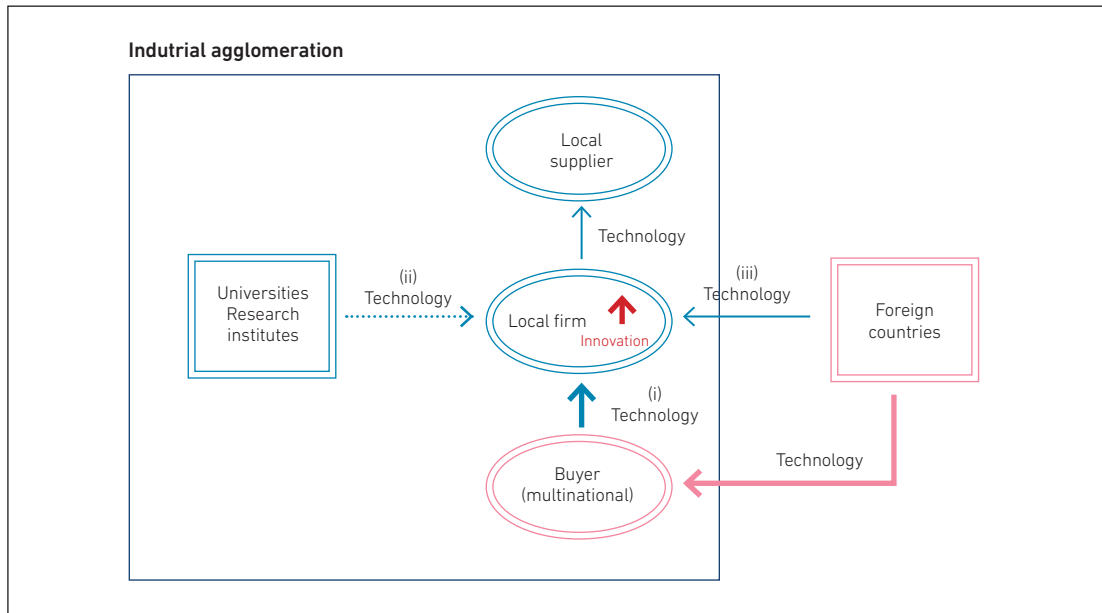 Indutrial agglomeration
Local
supplier
Technology
Universities
Research
institutes
(ii)
Technology
Local firm
Innovation
(iii)
Technology
Foreign
countries
(i)
Technology
Buyer
(multinational)
Technology